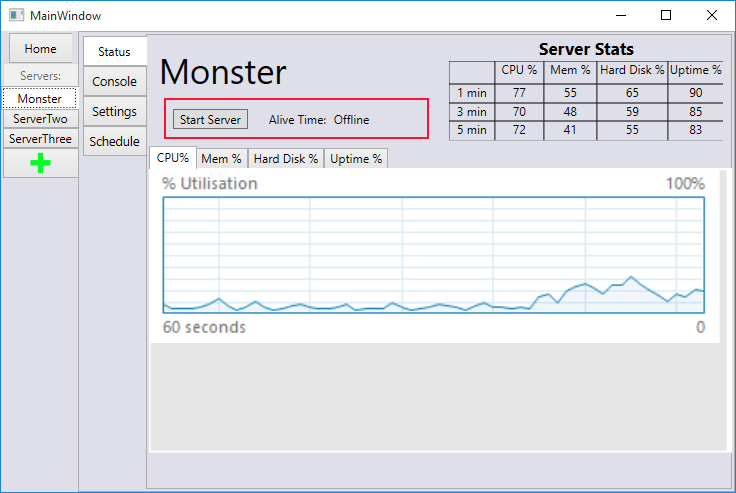 MainWindow
Home
Servers:
Monster
ServerTwo
ServerThree
Status
Console
Settings
Schedule
Monster
Start Server Alive Time: Offline
Server Stats
CPU % Mem % Hard Disk % Uptime %
1 min 77 55 65 90
3 min 70 48 59 85
5 min 72 41 55 83
CPU% Mem % Hard Disk % Uptime %
% Utilisation 100%
60 seconds 0